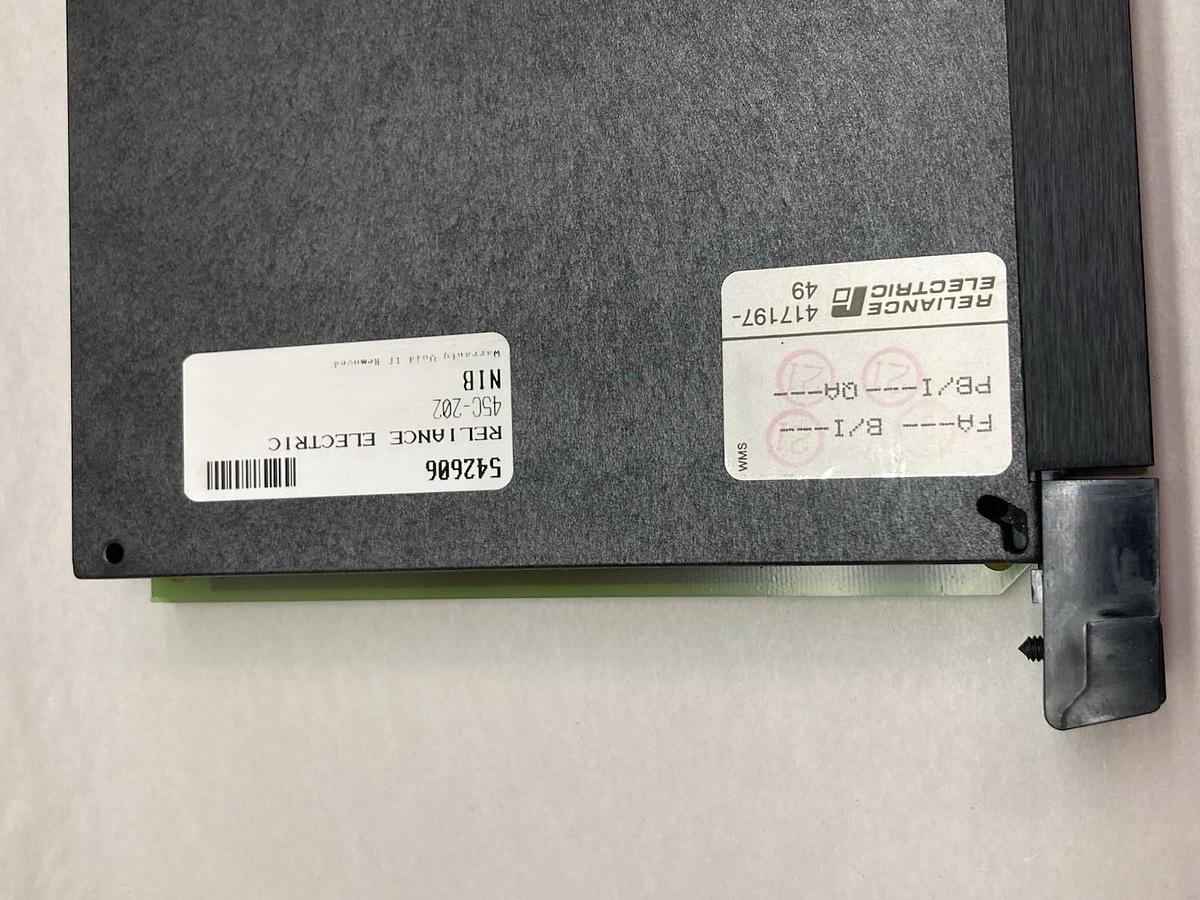 542606
RELIANCE ELECTRIC
45C-202
NIB
Warranty Void If Removed
WMS
FA--- B/I---
21
PB/I--- QA---
21 21
RELIANCE
ELECTRIC
417197-
49